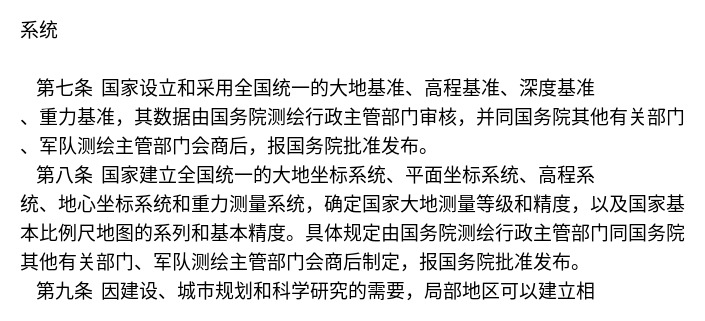 系统
第七条 国家设立和采用全国统一的大地基准、高程基准、深度基准
、重力基准，其数据由国务院测绘行政主管部门审核，并同国务院其他有关部门
、军队测绘主管部门会商后，报国务院批准发布。
第八条 国家建立全国统一的大地坐标系统、平面坐标系统、高程系
统、地心坐标系统和重力测量系统，确定国家大地测量等级和精度，以及国家基
本比例尺地图的系列和基本精度。具体规定由国务院测绘行政主管部门同国务院
其他有关部门、军队测绘主管部门会商后制定，报国务院批准发布。
第九条 因建设、城市规划和科学研究的需要，局部地区可以建立相